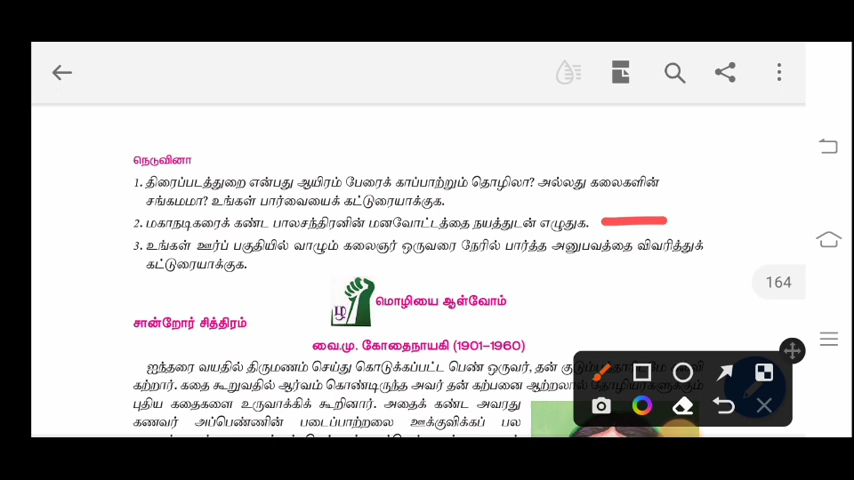 நெடுவினா
1. திரைப்படத்துறை என்பது ஆயிரம் பேரைக் காப்பாற்றும் தொழிலா? அல்லது கலைகளின்
சங்கமமா? உங்கள் பார்வையைக் கட்டுரையாக்குக.
2. மகாநடிகரைக் கண்ட பாலசந்திரனின் மனவோட்டத்தை நயத்துடன் எழுதுக.
3. உங்கள் ஊர்ப் பகுதியில் வாழும் கலைஞர் ஒருவரை நேரில் பார்த்த அனுபவத்தை விவரித்துக்
கட்டுரையாக்குக.
164
ழ
மொழியை ஆள்வோம்
சான்றோர் சித்திரம்
வை.மு. கோதைநாயகி (1901–1960)
ஐந்தரை வயதில் திருமணம் செய்து கொடுக்கப்பட்ட பெண் ஒருவர், தன்
கற்றார். கதை கூறுவதில் ஆர்வம் கொண்டிருந்த அவர் தன் கற்பனை ஆற்றலால் தோழியர்களுக்கும்
புதிய கதைகளை உருவாக்கிக் கூறினார். அதைக் கண்ட அவரது
கணவர் அப்பெண்ணின் படைப்பாற்றலை ஊக்குவிக்கப் பல